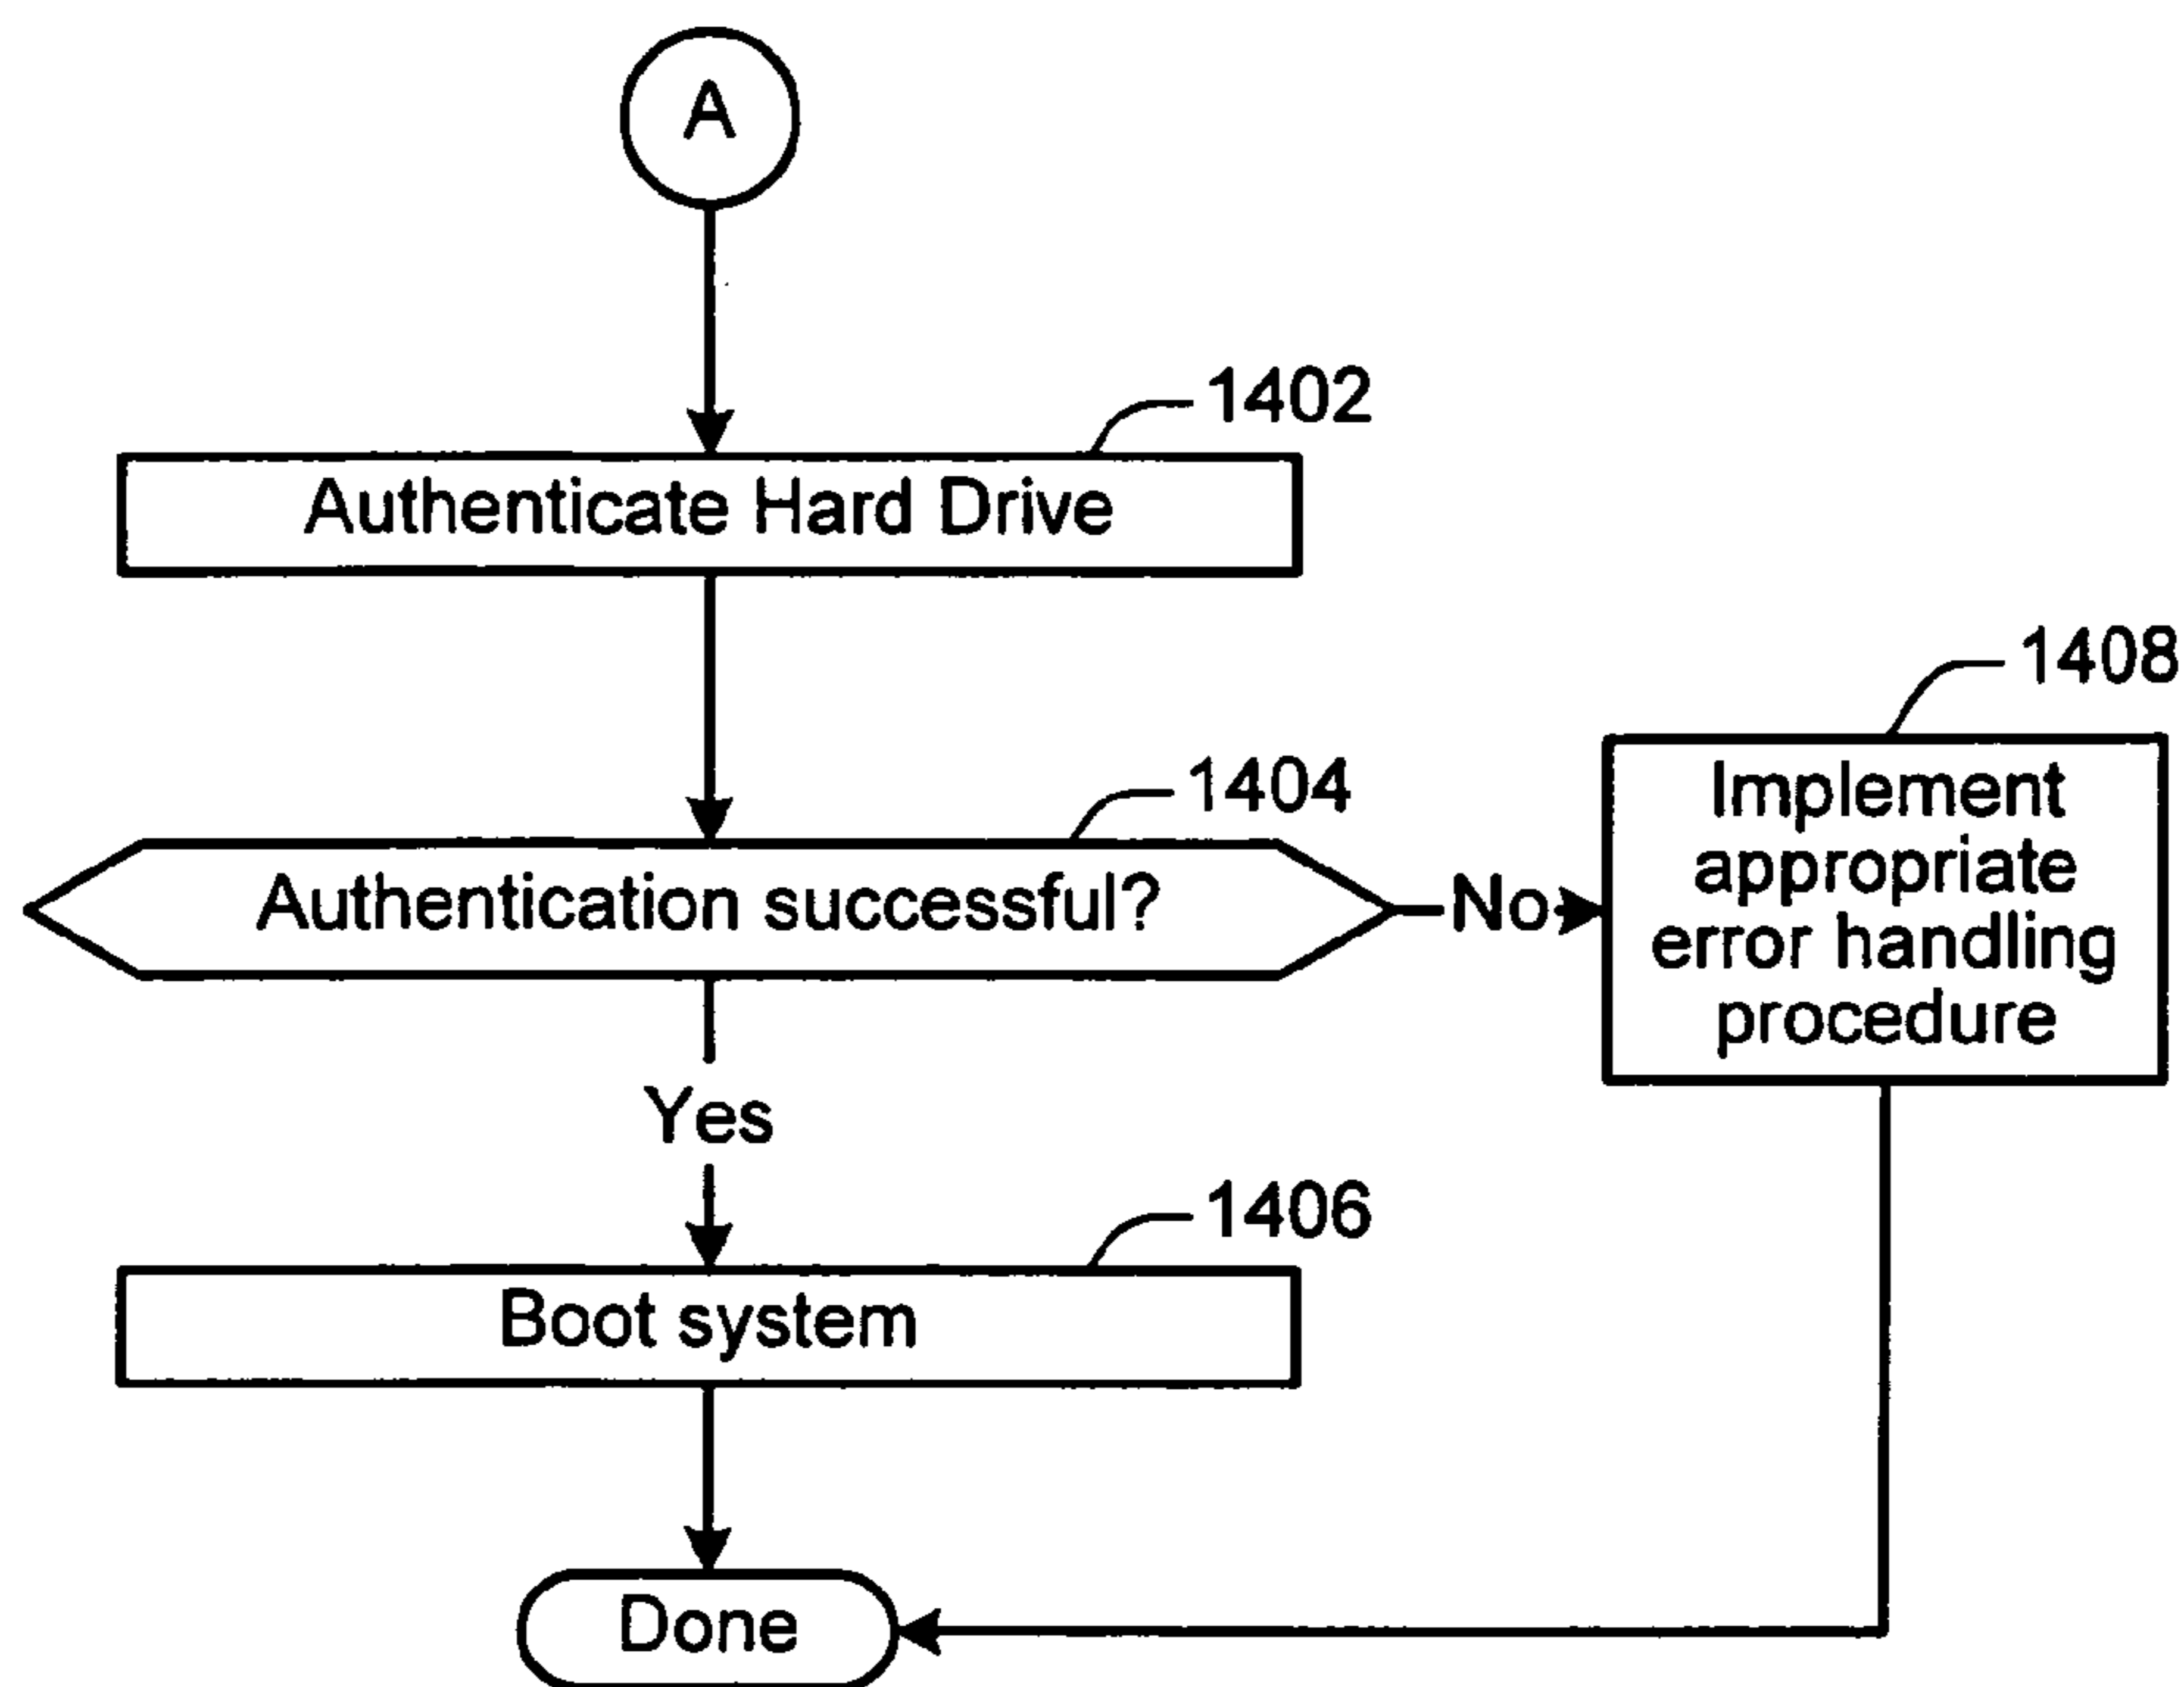 A
1402
Authenticate Hard Drive
1404
Authentication successful?
No
1408
Implement
appropriate
error handling
procedure
Yes
1406
Boot system
Done